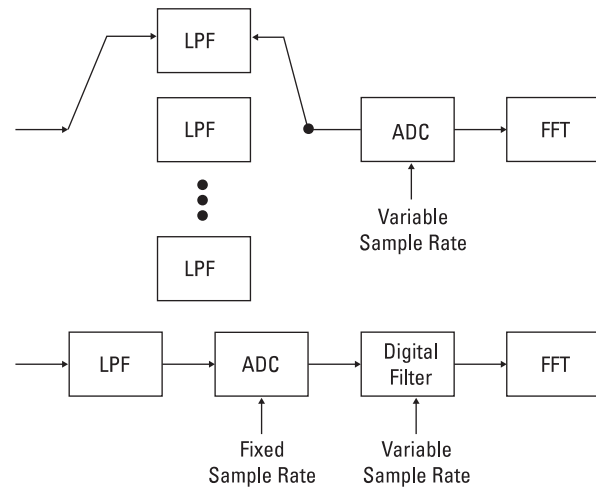 LPF
LPF
ADC
FFT
Variable
Sample Rate
LPF
LPF
ADC
Digital
Filter
FFT
Fixed
Sample Rate
Variable
Sample Rate